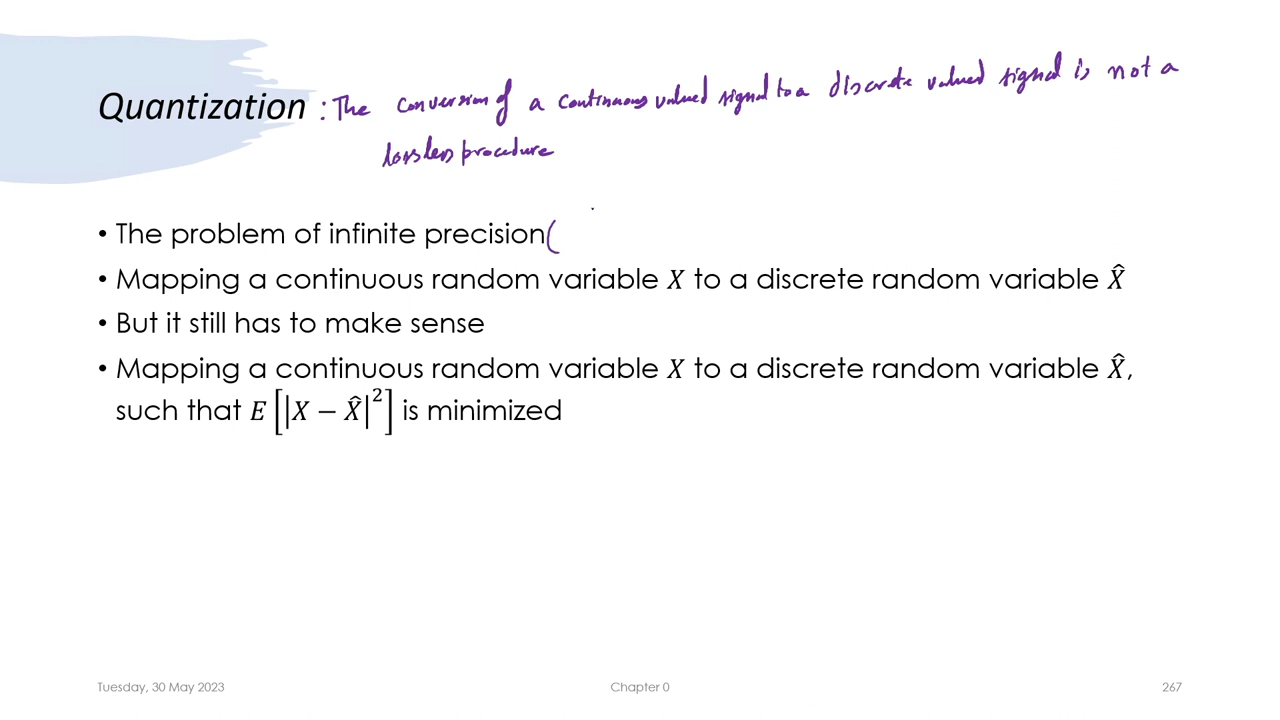 Quantization : The conversion of a continuous valued signal to a discrete valued signal is not a
lossless procedure
• The problem of infinite precision(
• Mapping a continuous random variable X to a discrete random variable X̂
• But it still has to make sense
• Mapping a continuous random variable X to a discrete random variable X̂,
such that E[|X − X̂|²] is minimized
Tuesday, 30 May 2023 Chapter 0 267